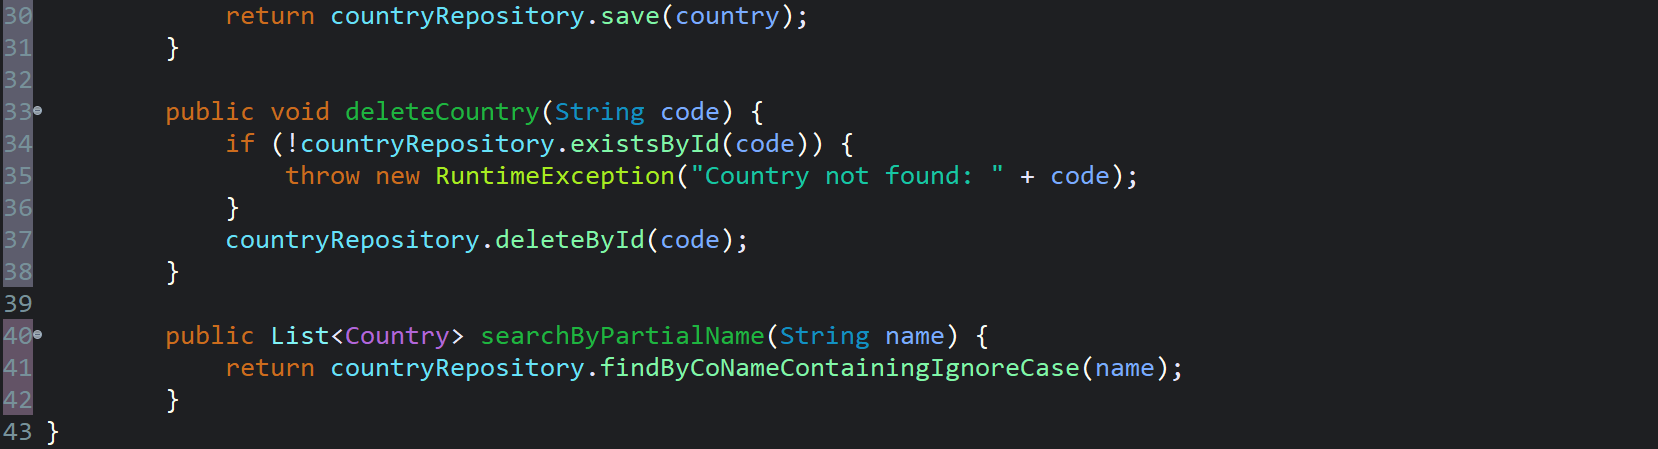 30 return countryRepository.save(country);
31 }
32
33 public void deleteCountry(String code) {
34 if (!countryRepository.existsById(code)) {
35 throw new RuntimeException("Country not found: " + code);
36 }
37 countryRepository.deleteById(code);
38 }
39
40 public List<Country> searchByPartialName(String name) {
41 return countryRepository.findByCoNameContainingIgnoreCase(name);
42 }
43 }